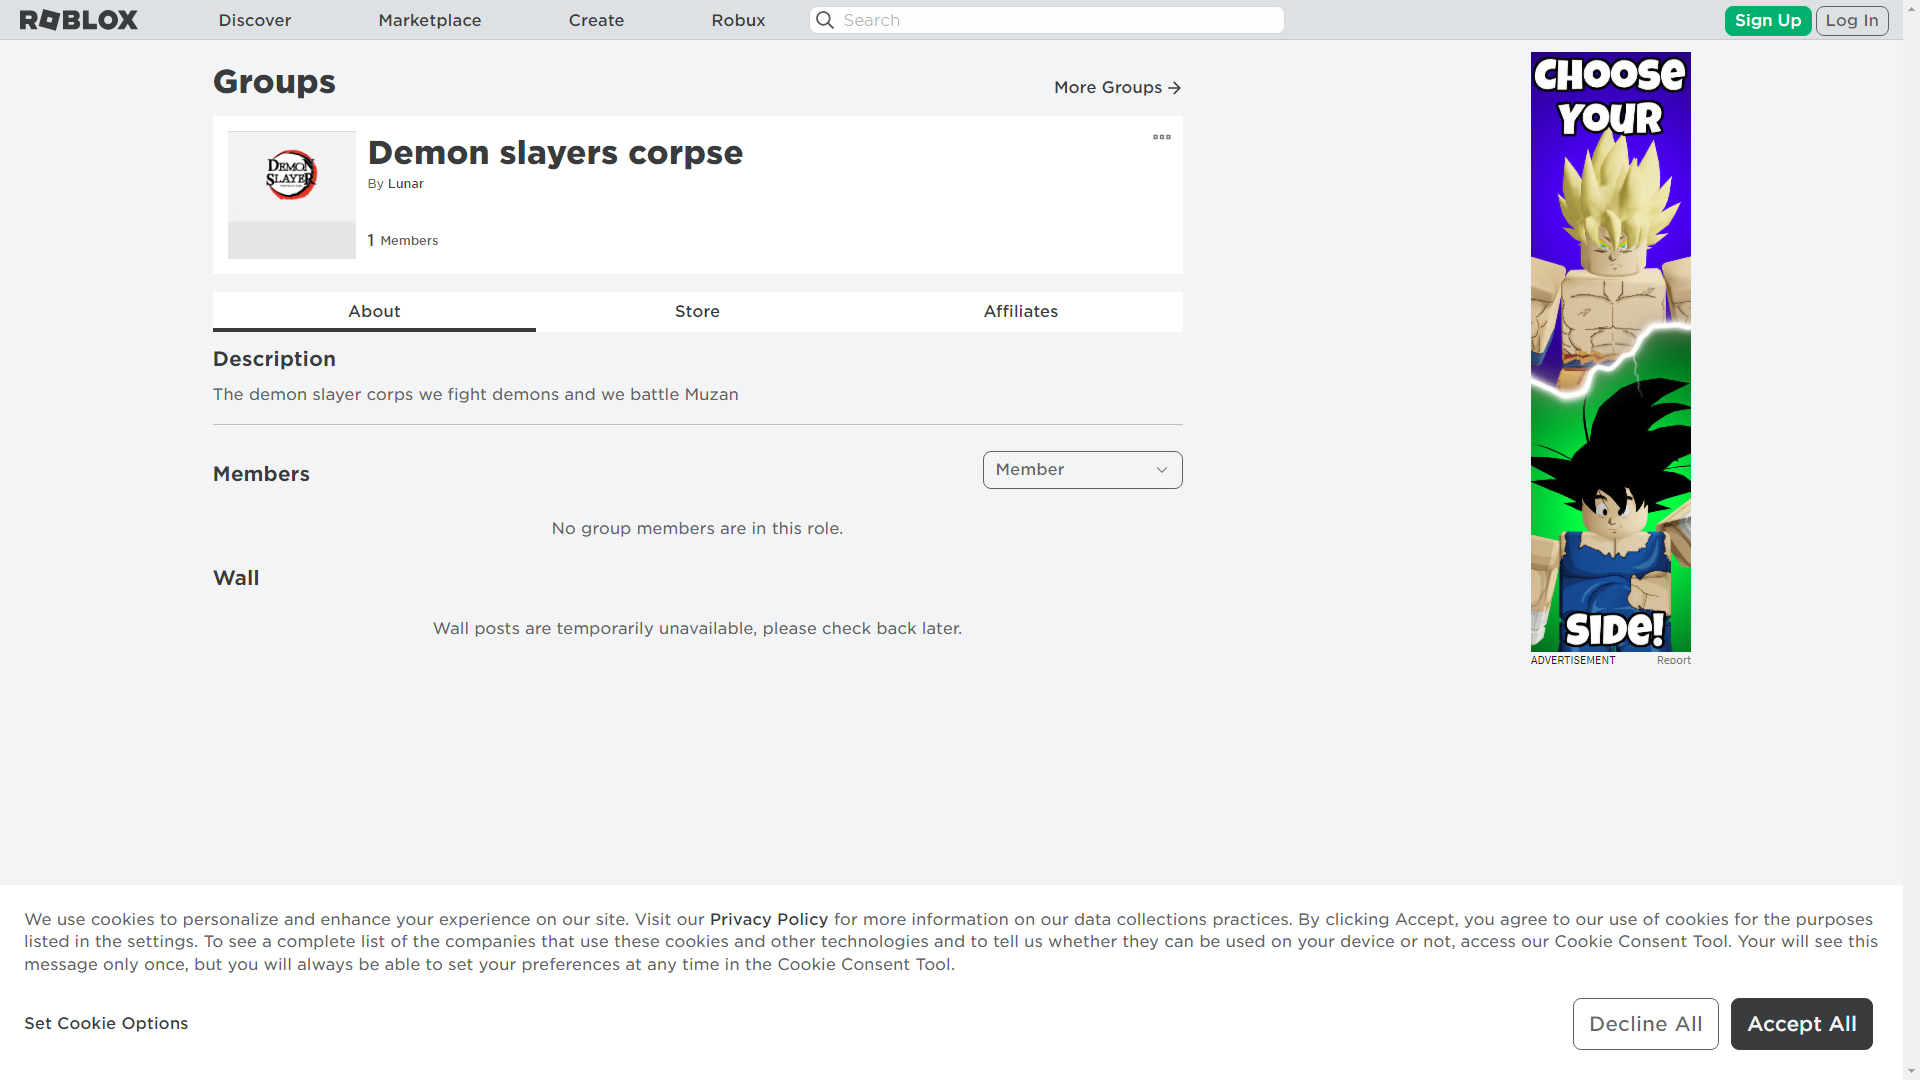 ROBLOX
Discover
Marketplace
Create
Robux
Search
Sign Up
Log In
Groups
More Groups
DEMON
SLAYER
Demon slayers corpse
By Lunar
1 Members
About
Store
Affiliates
Description
The demon slayer corps we fight demons and we battle Muzan
Members
Member
No group members are in this role.
Wall
Wall posts are temporarily unavailable, please check back later.
CHOOSE
YOUR
SIDE!
ADVERTISEMENT
Report
We use cookies to personalize and enhance your experience on our site. Visit our Privacy Policy for more information on our data collections practices. By clicking Accept, you agree to our use of cookies for the purposes
listed in the settings. To see a complete list of the companies that use these cookies and other technologies and to tell us whether they can be used on your device or not, access our Cookie Consent Tool. Your will see this
message only once, but you will always be able to set your preferences at any time in the Cookie Consent Tool.
Set Cookie Options
Decline All
Accept All